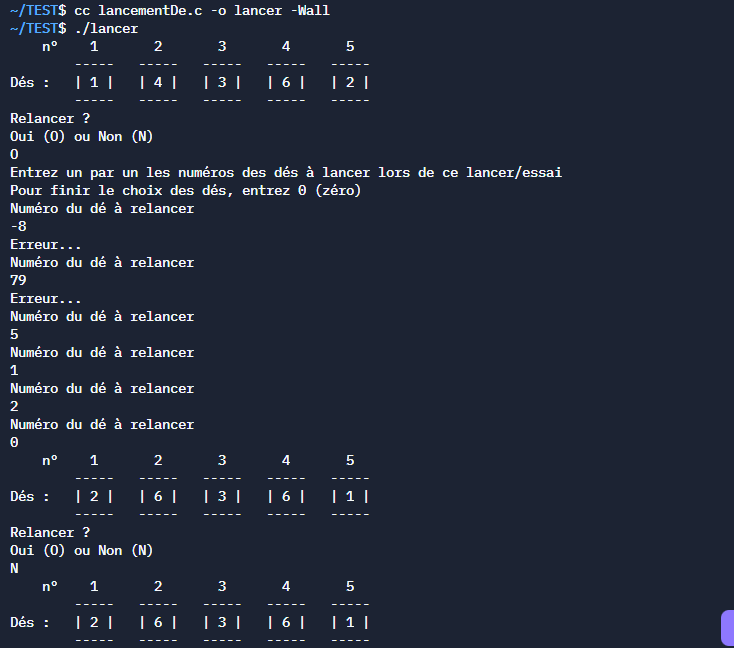 ~/TEST$ cc lancementDe.c -o lancer -Wall
~/TEST$ ./lancer
    n°    1       2       3       4       5
        -----   -----   -----   -----   -----
Dés :   | 1 |   | 4 |   | 3 |   | 6 |   | 2 |
        -----   -----   -----   -----   -----
Relancer ?
Oui (O) ou Non (N)
O
Entrez un par un les numéros des dés à lancer lors de ce lancer/essai
Pour finir le choix des dés, entrez 0 (zéro)
Numéro du dé à relancer
-8
Erreur...
Numéro du dé à relancer
79
Erreur...
Numéro du dé à relancer
5
Numéro du dé à relancer
1
Numéro du dé à relancer
2
Numéro du dé à relancer
0
    n°    1       2       3       4       5
        -----   -----   -----   -----   -----
Dés :   | 2 |   | 6 |   | 3 |   | 6 |   | 1 |
        -----   -----   -----   -----   -----
Relancer ?
Oui (O) ou Non (N)
N
    n°    1       2       3       4       5
        -----   -----   -----   -----   -----
Dés :   | 2 |   | 6 |   | 3 |   | 6 |   | 1 |
        -----   -----   -----   -----   -----